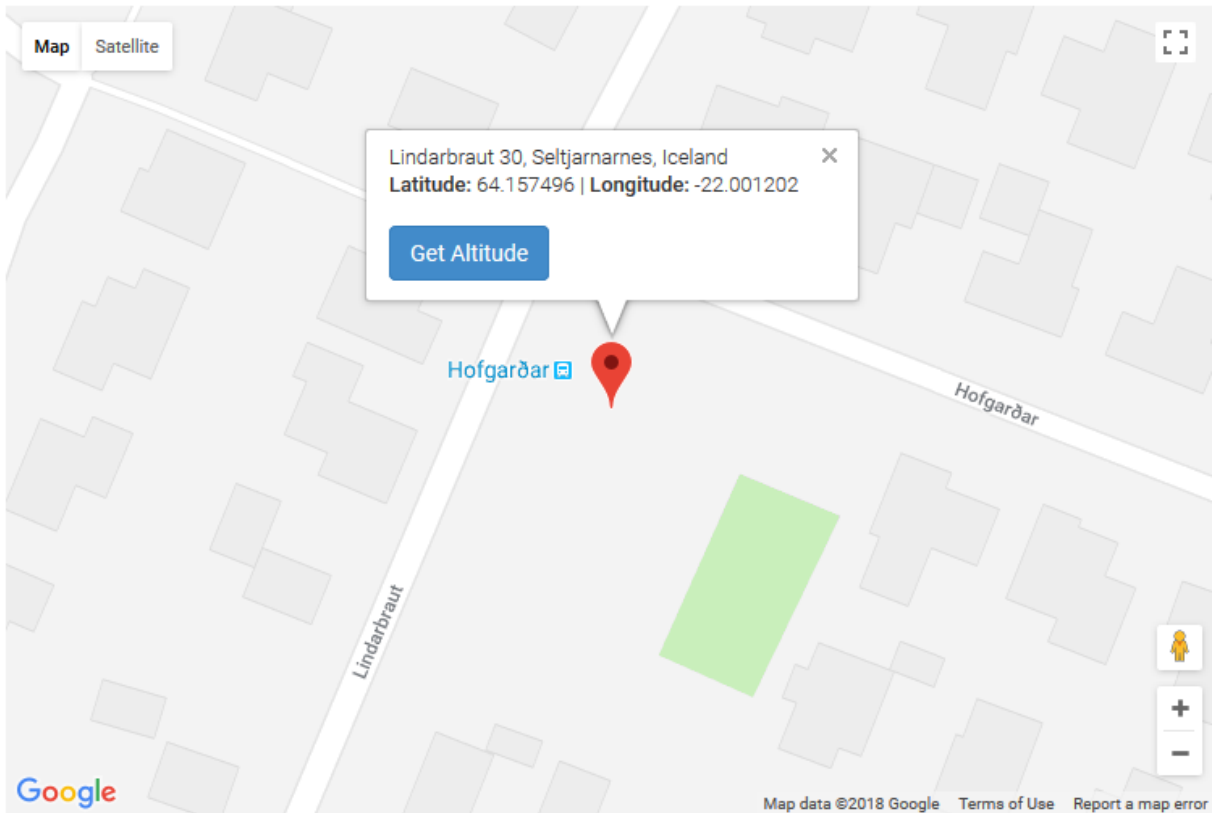 Map Satellite
Lindarbraut 30, Seltjarnarnes, Iceland ×
Latitude: 64.157496 | Longitude: -22.001202
Get Altitude
Hofgarðar
Hofgarðar
Lindarbraut
+
−
Google
Map data ©2018 Google Terms of Use Report a map error